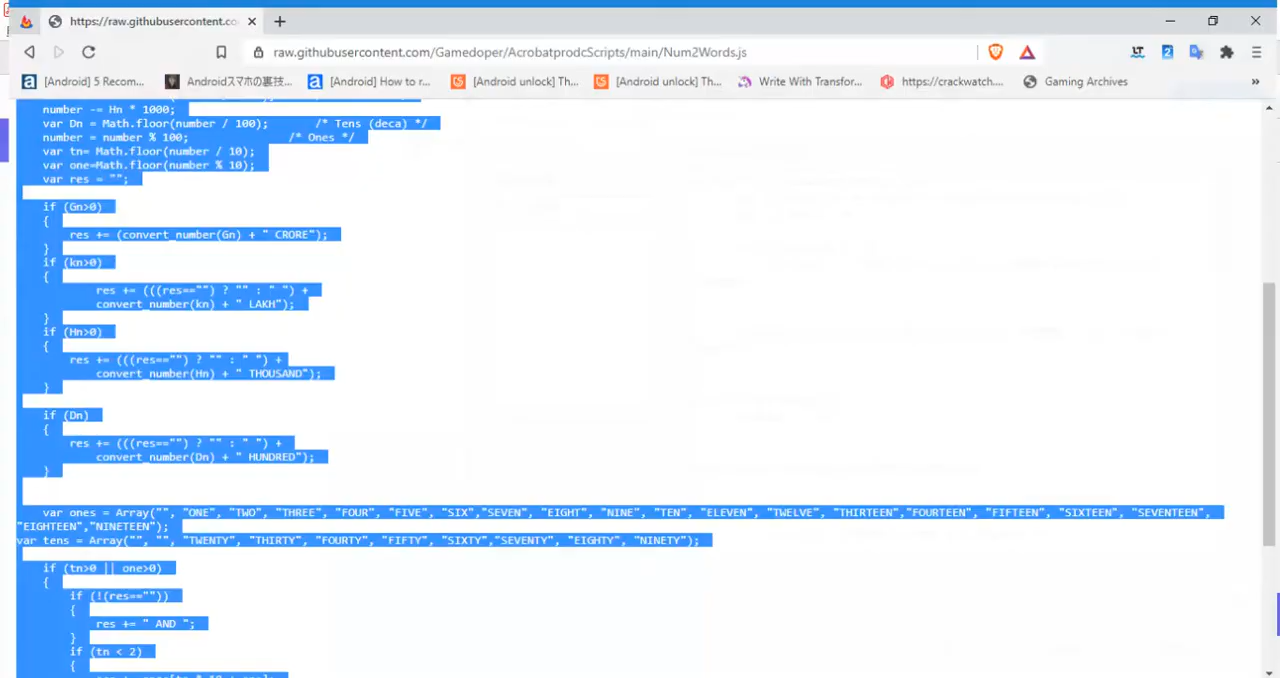 https://raw.githubusercontent.co
raw.githubusercontent.com/Gamedoper/AcrobatprodcScripts/main/Num2Words.js
[Android] 5 Recom...
Androidスマホの裏技...
[Android] How to r...
[Android unlock] Th...
[Android unlock] Th...
Write With Transfor...
https://crackwatch....
Gaming Archives
»
number -= Hn * 1000;
var Dn = Math.floor(number / 100);       /* Tens (deca) */
number = number % 100;               /* Ones */
var tn= Math.floor(number / 10);
var one=Math.floor(number % 10);
var res = "";
if (Gn>0)
{
res += (convert_number(Gn) + " CRORE");
}
if (kn>0)
{
res += (((res=="") ? "" : " ") +
convert_number(kn) + " LAKH");
}
if (Hn>0)
{
res += (((res=="") ? "" : " ") +
convert_number(Hn) + " THOUSAND");
}
if (Dn)
{
res += (((res=="") ? "" : " ") +
convert_number(Dn) + " HUNDRED");
}
var ones = Array("", "ONE", "TWO", "THREE", "FOUR", "FIVE", "SIX","SEVEN", "EIGHT", "NINE", "TEN", "ELEVEN", "TWELVE", "THIRTEEN","FOURTEEN", "FIFTEEN", "SIXTEEN", "SEVENTEEN",
"EIGHTEEN","NINETEEN");
var tens = Array("", "", "TWENTY", "THIRTY", "FOURTY", "FIFTY", "SIXTY","SEVENTY", "EIGHTY", "NINETY");
if (tn>0 || one>0)
{
if (!(res==""))
{
res += " AND ";
}
if (tn < 2)
{